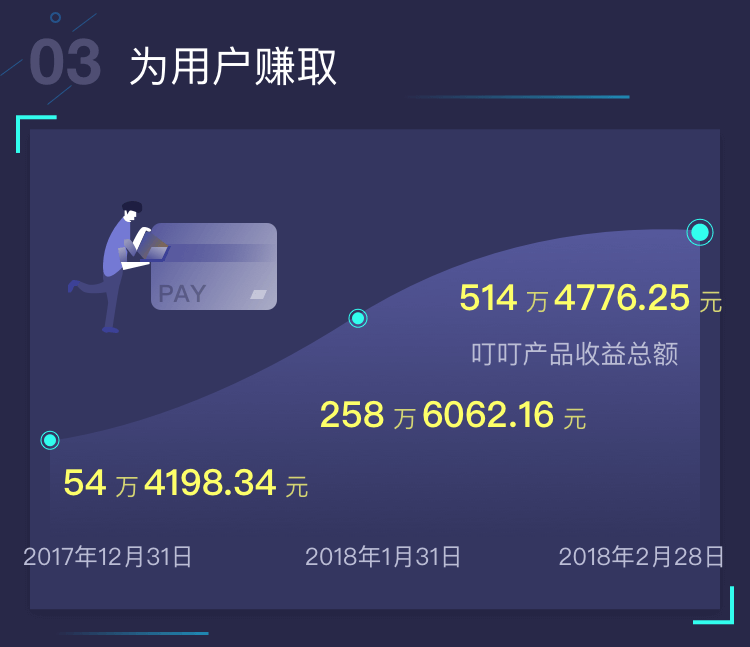 03 为用户赚取
PAY
514 万 4776.25 元
叮叮产品收益总额
258 万 6062.16 元
54 万 4198.34 元
2017年12月31日 2018年1月31日 2018年2月28日